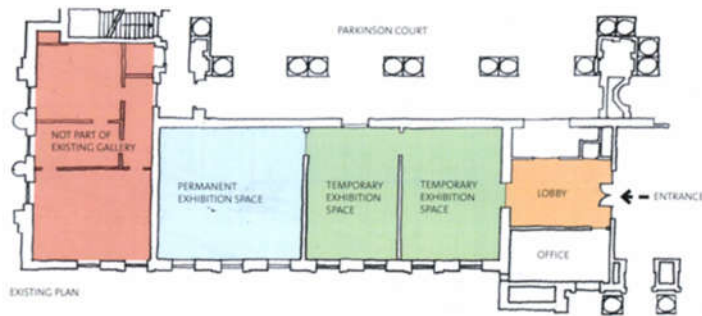 PARKINSON COURT
NOT PART OF
EXISTING GALLERY
PERMANENT
EXHIBITION SPACE
TEMPORARY
EXHIBITION
SPACE
TEMPORARY
EXHIBITION
SPACE
LOBBY
ENTRANCE
OFFICE
EXISTING PLAN